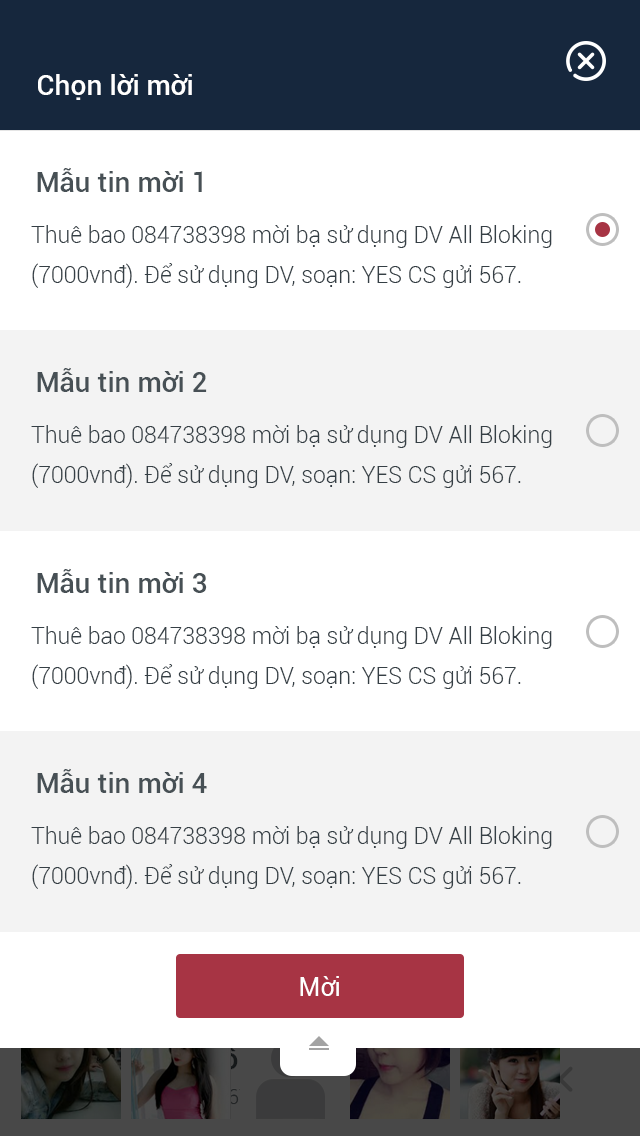 Chọn lời mời
Mẫu tin mời 1
Thuê bao 084738398 mời bạ sử dụng DV All Bloking
(7000vnđ). Để sử dụng DV, soạn: YES CS gửi 567.
Mẫu tin mời 2
Thuê bao 084738398 mời bạ sử dụng DV All Bloking
(7000vnđ). Để sử dụng DV, soạn: YES CS gửi 567.
Mẫu tin mời 3
Thuê bao 084738398 mời bạ sử dụng DV All Bloking
(7000vnđ). Để sử dụng DV, soạn: YES CS gửi 567.
Mẫu tin mời 4
Thuê bao 084738398 mời bạ sử dụng DV All Bloking
(7000vnđ). Để sử dụng DV, soạn: YES CS gửi 567.
Mời